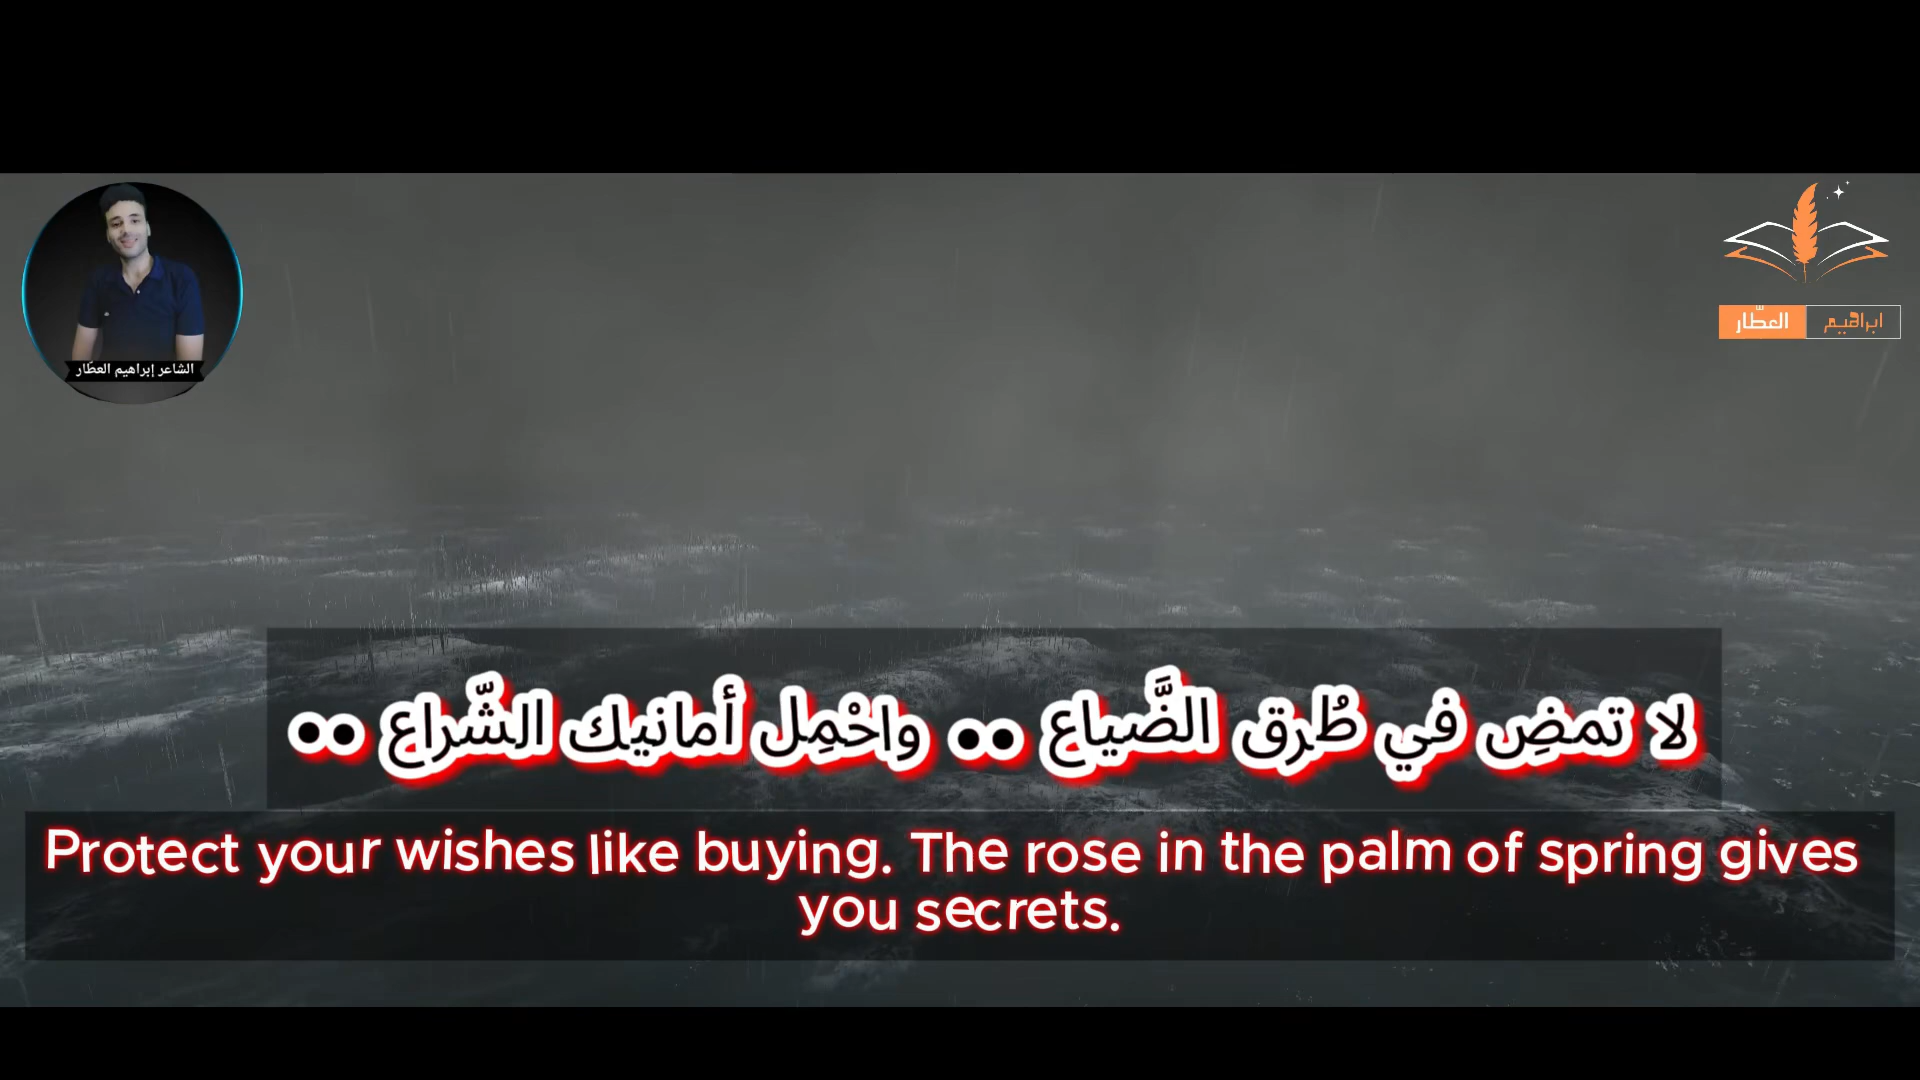 الشاعر إبراهيم العطّار
ابراهيم العطّار
لا تمضِ في طُرق الضَّياع .. واحْمِل أمانيك الشّراع ..
Protect your wishes like buying. The rose in the palm of spring gives
you secrets.